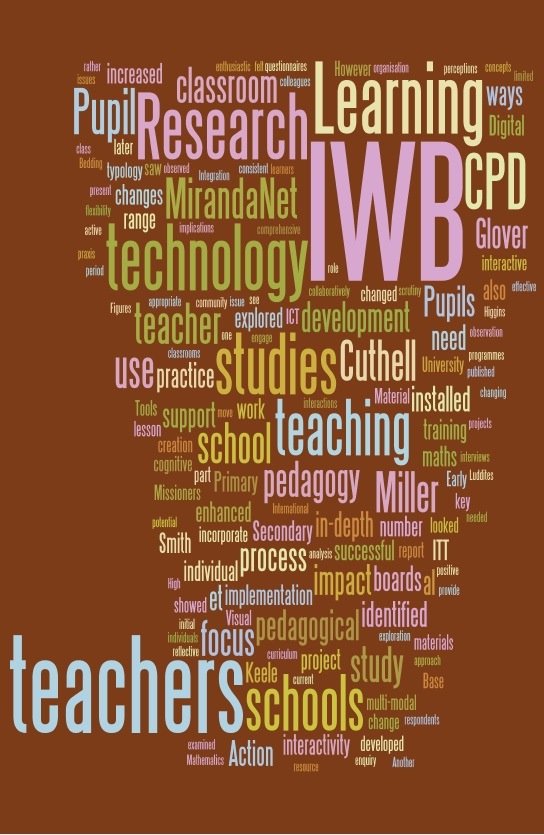 rather enthusiastic felt questionnaires However organisation perceptions concepts
issues increased classroom colleagues Learning limited
Pupil Research ways
later Digital
class
Bedding typology saw observed Integration consistent learners IWB CPD
present changes MirandaNet
flexibility range implications Glover
active technology comprehensive
praxis interactive
period role
appropriate community issue see collaboratively changed scrutiny Pupils also effective
Figures teacher explored ICT development Higgins
one engage need observation
classrooms studies Cuthell University programmes
use practice published
Material installed changing
Tools support move work interactions
lesson teaching training projects
creation school maths interviews
cognitive part Primary pedagogy Early Luddites
Missioners Miller key
enhanced International needed
potential incorporate Secondary in-depth number looked
Smith process analysis successful report ITT
individual positive
High impact boards al provide
showed et implementation
initial Visual pedagogical identified
individuals focus exploration materials
reflective curriculum project study approach
teachers Keele current Base
schools multi-modal
change respondents
examined Action interactivity developed
Mathematics enquiry Another
resource